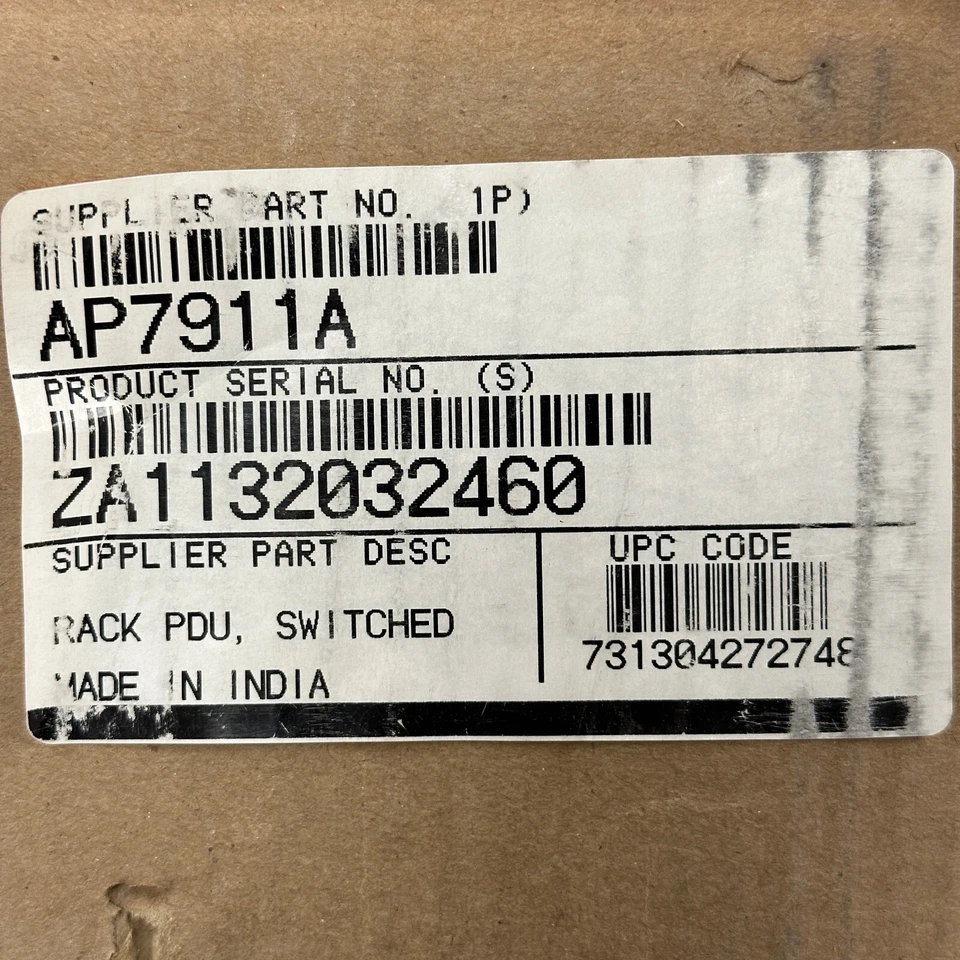 SUPPLIER PART NO. 1P)
AP7911A
PRODUCT SERIAL NO. (S)
ZA1132032460
SUPPLIER PART DESC
UPC CODE
RACK PDU, SWITCHED
731304272748
MADE IN INDIA